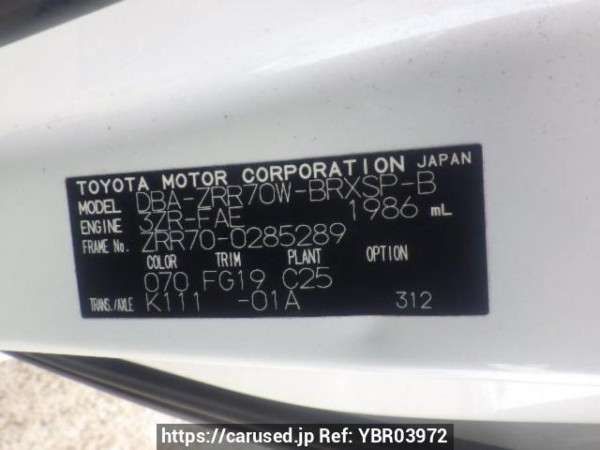 TOYOTA MOTOR CORPORATION JAPAN
MODEL DBA-ZRR70W-BRXSP-B
ENGINE 3ZR-FAE 1986 mL
FRAME No. ZRR70-0285289
COLOR TRIM PLANT OPTION
070 FG19 C25
TRANS./AXLE K111 -01A 312
https://carused.jp Ref: YBR03972